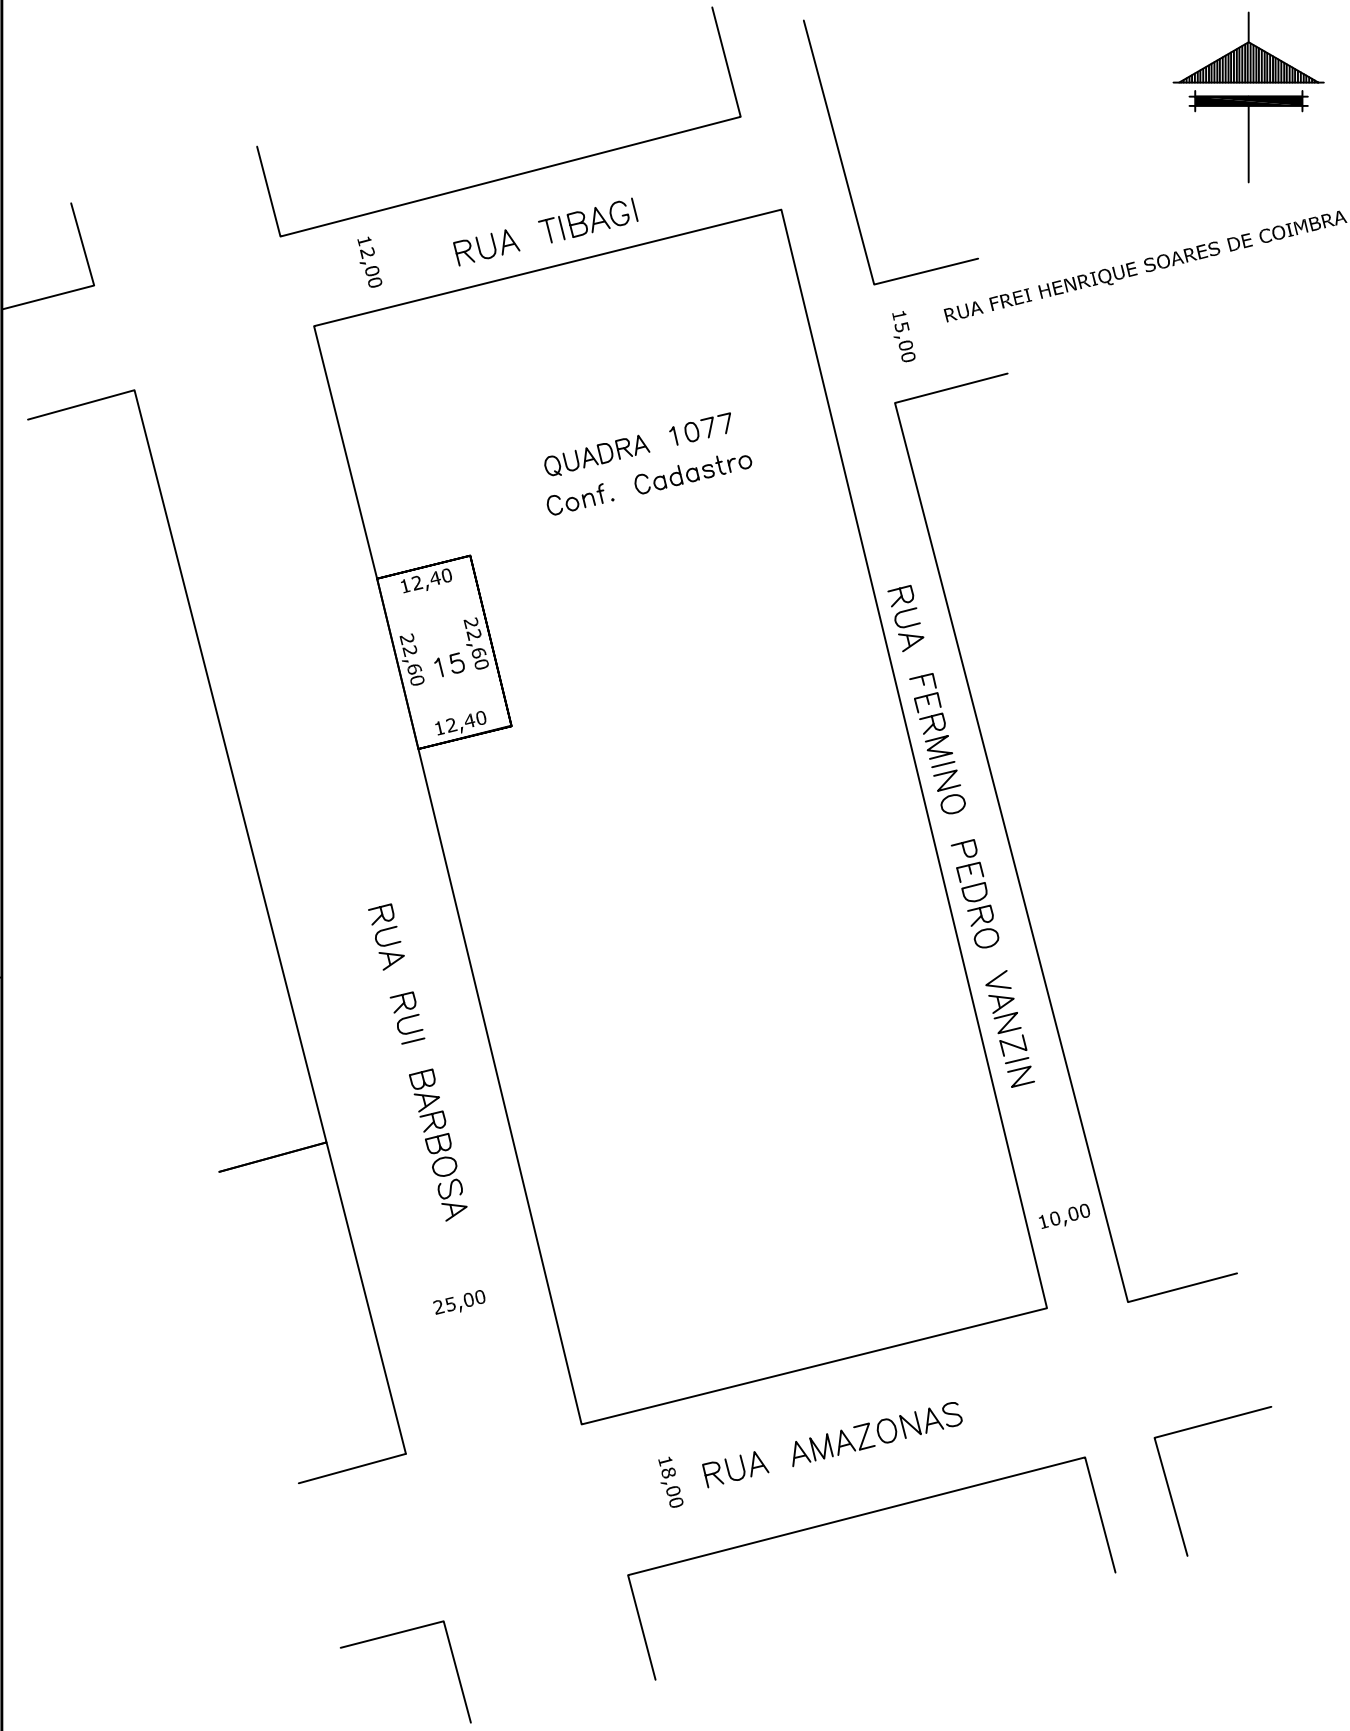 RUA TIBAGI
12,00
RUA FREI HENRIQUE SOARES DE COIMBRA
15,00
QUADRA 1077
Conf. Cadastro
12,40
22,60
15
22,60
12,40
RUA FERMINO PEDRO VANZIN
RUA RUI BARBOSA
10,00
25,00
RUA AMAZONAS
18,00